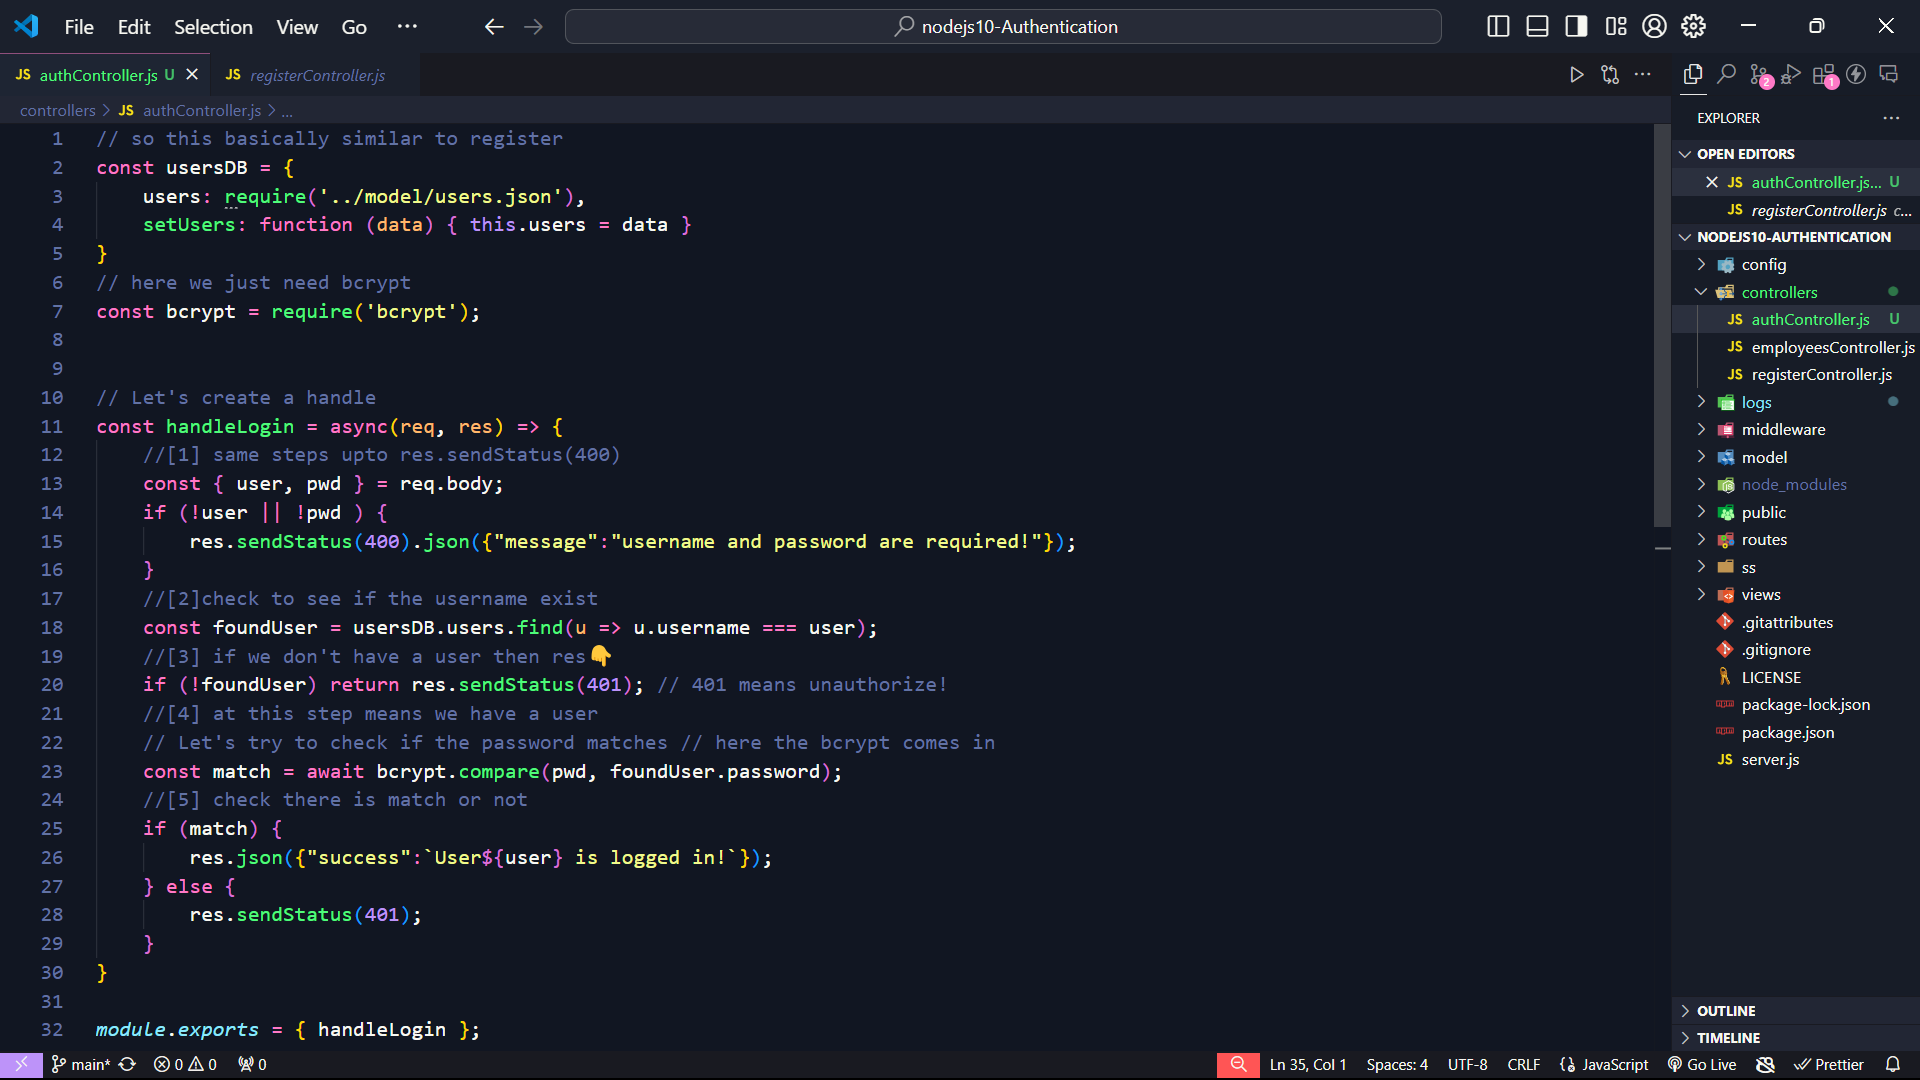 File Edit Selection View Go ... nodejs10-Authentication
JS authController.js U JS registerController.js
controllers > JS authController.js > ...
1 // so this basically similar to register
2 const usersDB = {
3 users: require('../model/users.json'),
4 setUsers: function (data) { this.users = data }
5 }
6 // here we just need bcrypt
7 const bcrypt = require('bcrypt');
8
9
10 // Let's create a handle
11 const handleLogin = async(req, res) => {
12 //[1] same steps upto res.sendStatus(400)
13 const { user, pwd } = req.body;
14 if (!user || !pwd ) {
15 res.sendStatus(400).json({"message":"username and password are required!"});
16 }
17 //[2]check to see if the username exist
18 const foundUser = usersDB.users.find(u => u.username === user);
19 //[3] if we don't have a user then res👇
20 if (!foundUser) return res.sendStatus(401); // 401 means unauthorize!
21 //[4] at this step means we have a user
22 // Let's try to check if the password matches // here the bcrypt comes in
23 const match = await bcrypt.compare(pwd, foundUser.password);
24 //[5] check there is match or not
25 if (match) {
26 res.json({"success":`User${user} is logged in!`});
27 } else {
28 res.sendStatus(401);
29 }
30 }
31
32 module.exports = { handleLogin };
2 1
EXPLORER ...
OPEN EDITORS
JS authController.js... U
JS registerController.js c...
NODEJS10-AUTHENTICATION
config
controllers
JS authController.js U
JS employeesController.js
JS registerController.js
logs
middleware
model
node_modules
public
routes
ss
views
.gitattributes
.gitignore
LICENSE
package-lock.json
package.json
JS server.js
OUTLINE
TIMELINE
main* 0 0 0 Ln 35, Col 1 Spaces: 4 UTF-8 CRLF {} JavaScript Go Live Prettier